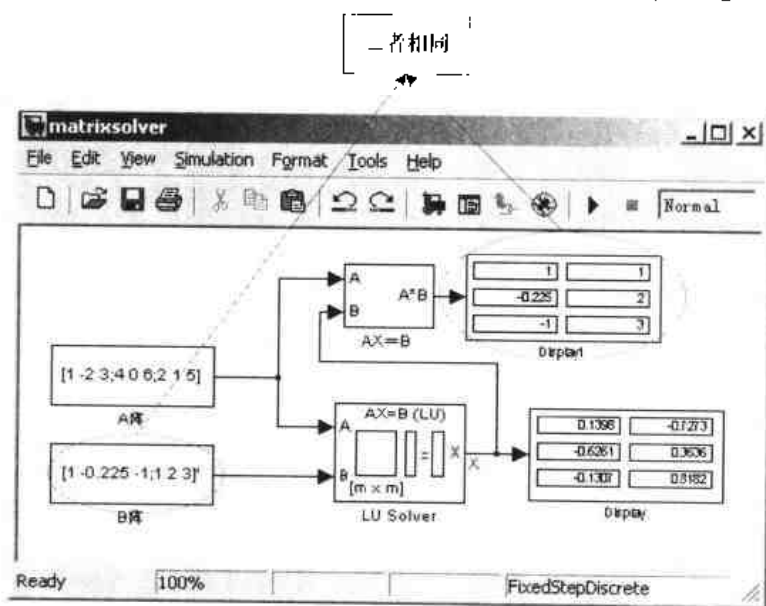 二者相同
matrixsolver
File Edit View Simulation Format Tools Help
Normal
A
B
A*B
AX=B
1 1
-0.225 2
-1 3
Display1
[1 -2 3;4 0 6;2 1 5]
A阵
[1 -0.225 -1;1 2 3]'
B阵
AX=B (LU)
A
B
=
X
X
[m x m]
LU Solver
0.1398 -0.7273
-0.6261 0.3636
-0.1307 0.8182
Display
Ready 100% FixedStepDiscrete